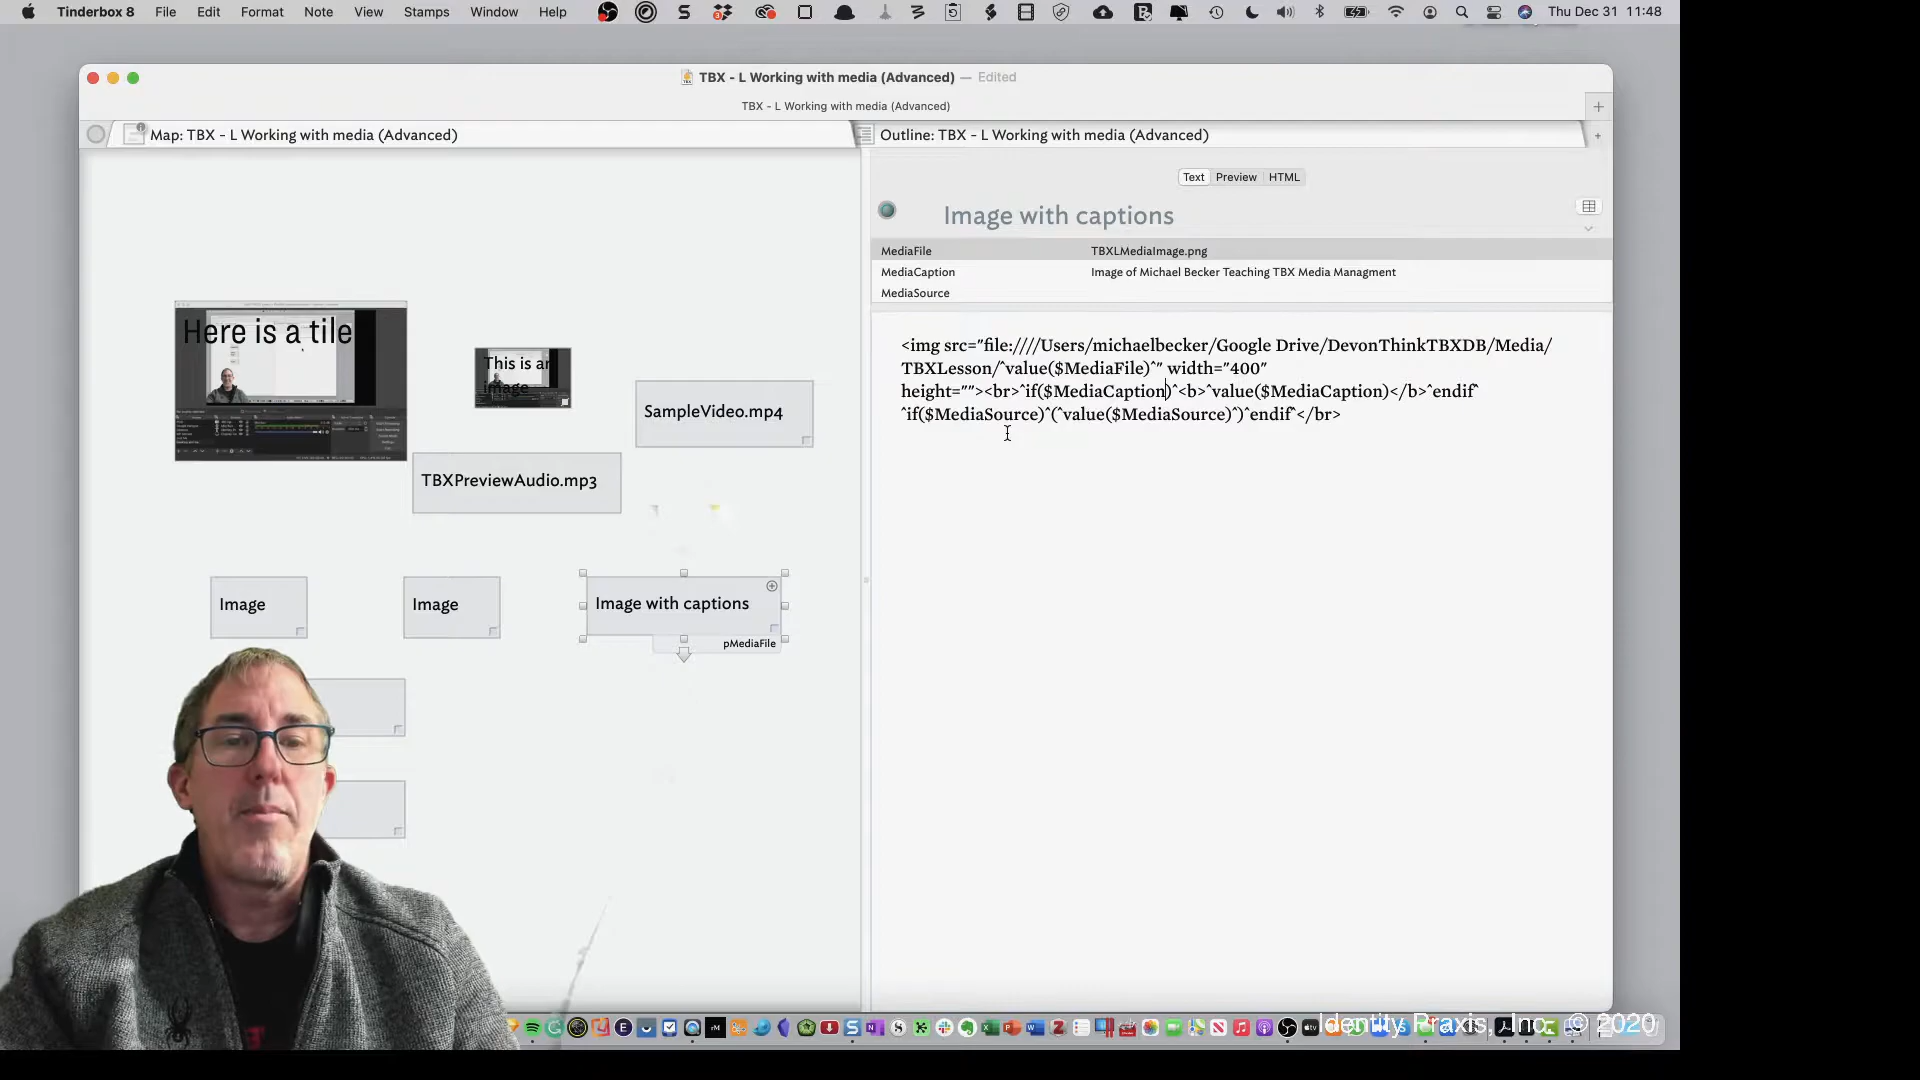 Tinderbox 8 File Edit Format Note View Stamps Window Help Thu Dec 31 11:48
TBX - L Working with media (Advanced) — Edited
TBX - L Working with media (Advanced)
Map: TBX - L Working with media (Advanced)
Outline: TBX - L Working with media (Advanced)
Text Preview HTML
Image with captions
MediaFile TBXLMediaImage.png
MediaCaption Image of Michael Becker Teaching TBX Media Managment
MediaSource
<img src="file:////Users/michaelbecker/Google Drive/DevonThinkTBXDB/Media/
TBXLesson/^value($MediaFile)^" width="400"
height=""><br>^if($MediaCaption)^<b>^value($MediaCaption)</b>^endif^
^if($MediaSource)^(^value($MediaSource)^)^endif^</br>
Here is a tile
This is an
image
SampleVideo.mp4
TBXPreviewAudio.mp3
Image
Image
Image with captions
pMediaFile
Identity Praxis, Inc. © 2020